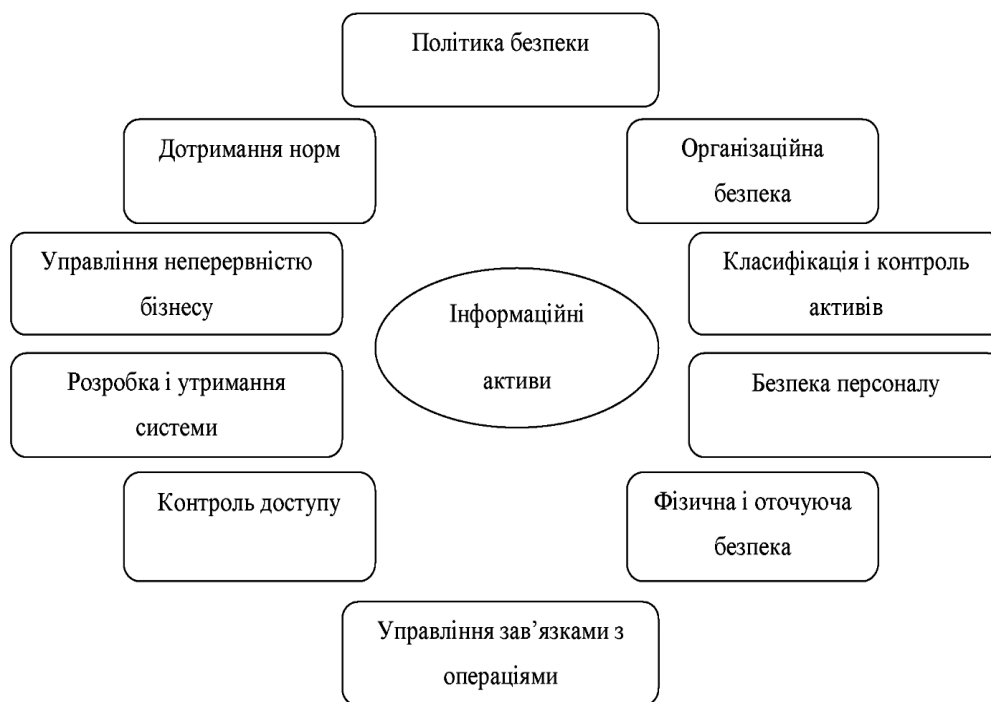 Політика безпеки
Дотримання норм
Організаційна
безпека
Управління неперервністю
бізнесу
Класифікація і контроль
активів
Інформаційні
активи
Розробка і утримання
системи
Безпека персоналу
Контроль доступу
Фізична і оточуюча
безпека
Управління зав’язками з
операціями